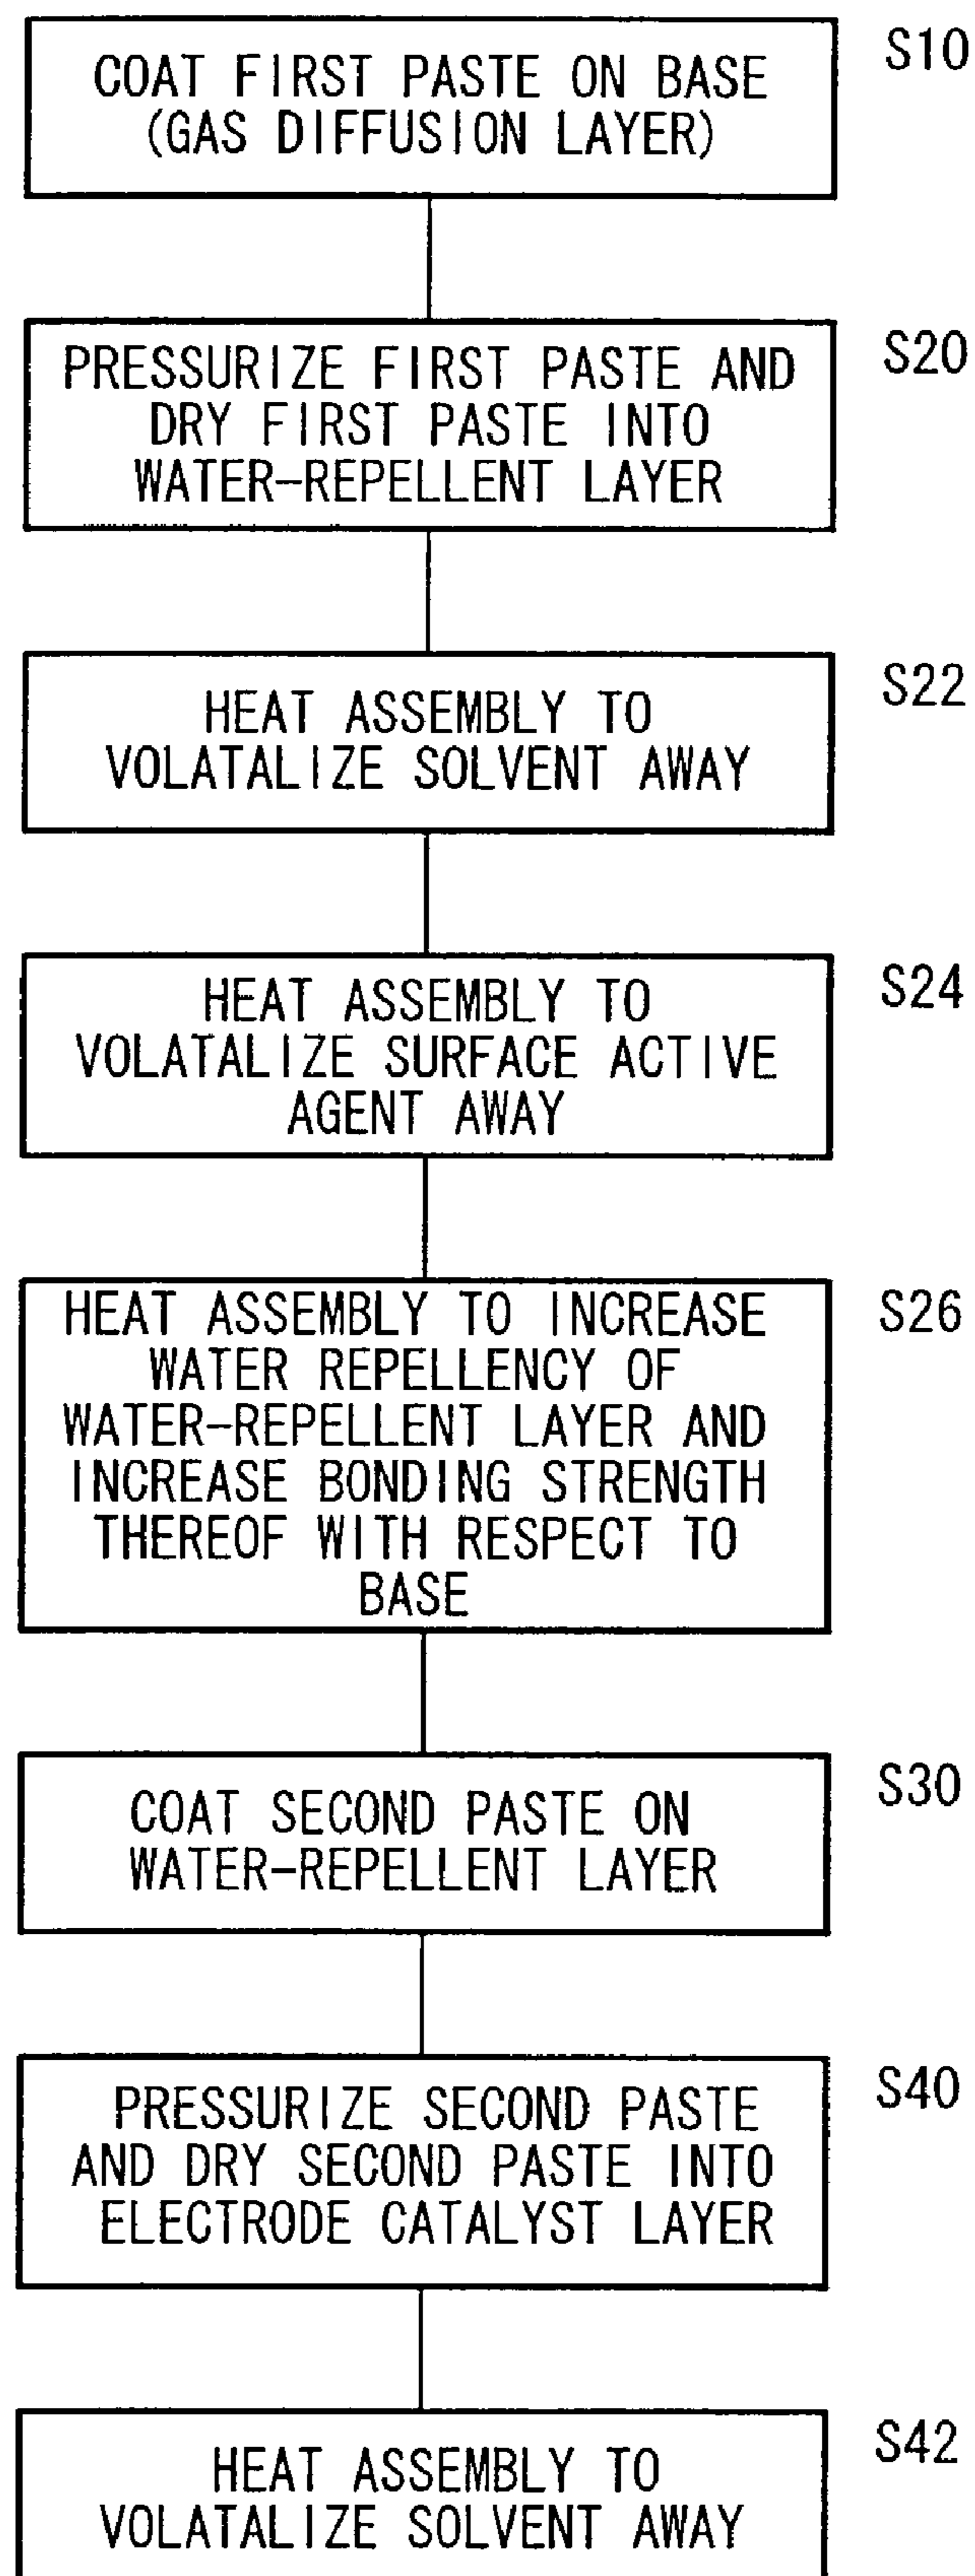 COAT FIRST PASTE ON BASE
(GAS DIFFUSION LAYER)
S10
PRESSURIZE FIRST PASTE AND
DRY FIRST PASTE INTO
WATER-REPELLENT LAYER
S20
HEAT ASSEMBLY TO
VOLATALIZE SOLVENT AWAY
S22
HEAT ASSEMBLY TO
VOLATALIZE SURFACE ACTIVE
AGENT AWAY
S24
HEAT ASSEMBLY TO INCREASE
WATER REPELLENCY OF
WATER-REPELLENT LAYER AND
INCREASE BONDING STRENGTH
THEREOF WITH RESPECT TO
BASE
S26
COAT SECOND PASTE ON
WATER-REPELLENT LAYER
S30
PRESSURIZE SECOND PASTE
AND DRY SECOND PASTE INTO
ELECTRODE CATALYST LAYER
S40
HEAT ASSEMBLY TO
VOLATALIZE SOLVENT AWAY
S42